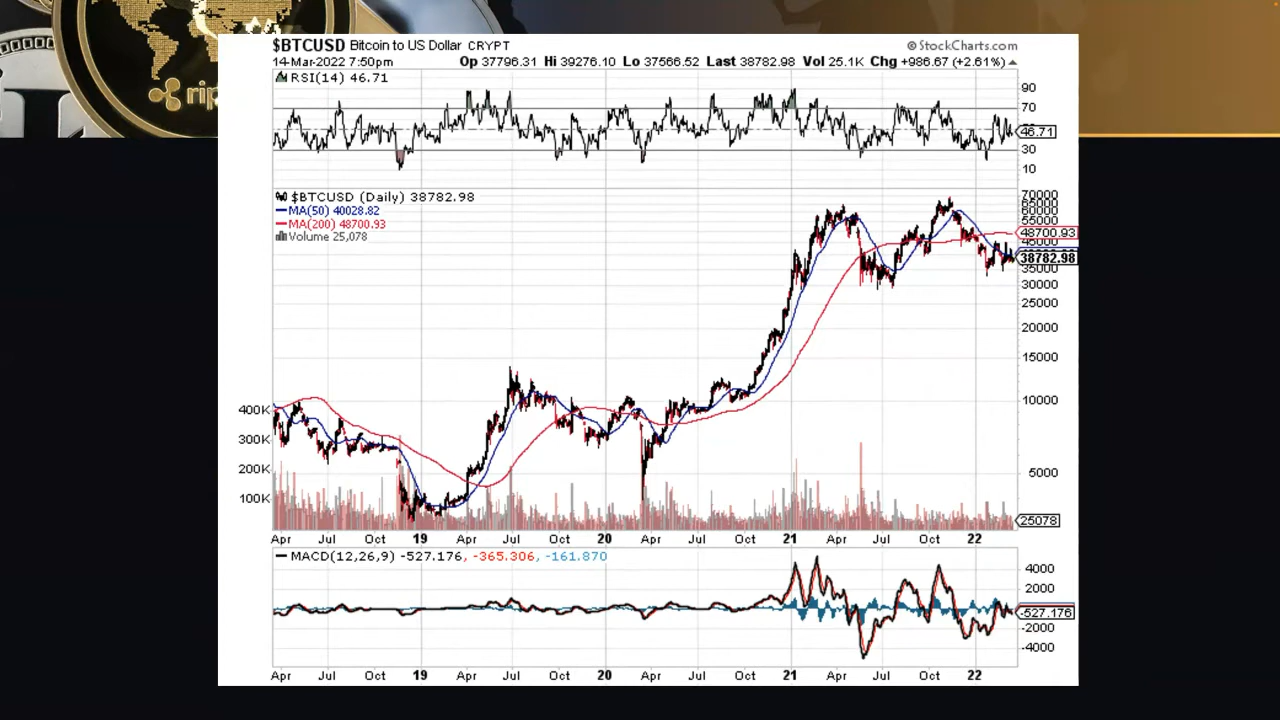 $BTCUSD Bitcoin to US Dollar CRYPT
© StockCharts.com
14-Mar-2022 7:50pm
Op 37796.31 Hi 39276.10 Lo 37566.52 Last 38782.98 Vol 25.1K Chg +986.67 (+2.61%)
RSI(14) 46.71
90
70
46.71
30
10
rip
$BTCUSD (Daily) 38782.98
MA(50) 40028.82
MA(200) 48700.93
Volume 25,078
70000
65000
60000
55000
48700.93
45000
38782.98
35000
30000
25000
20000
15000
10000
5000
25078
400K
300K
200K
100K
Apr Jul Oct 19 Apr Jul Oct 20 Apr Jul Oct 21 Apr Jul Oct 22
MACD(12,26,9) -527.176, -365.306, -161.870
4000
2000
-527.176
-2000
-4000
Apr Jul Oct 19 Apr Jul Oct 20 Apr Jul Oct 21 Apr Jul Oct 22